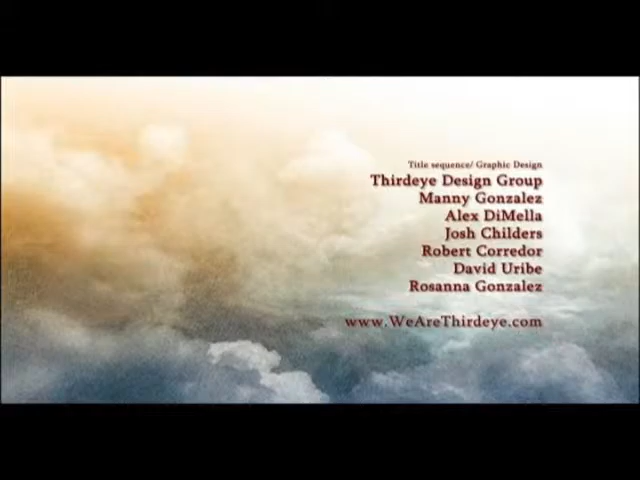 Title sequence/ Graphic Design
Thirdeye Design Group
Manny Gonzalez
Alex DiMella
Josh Childers
Robert Corredor
David Uribe
Rosanna Gonzalez
www.WeAreThirdeye.com